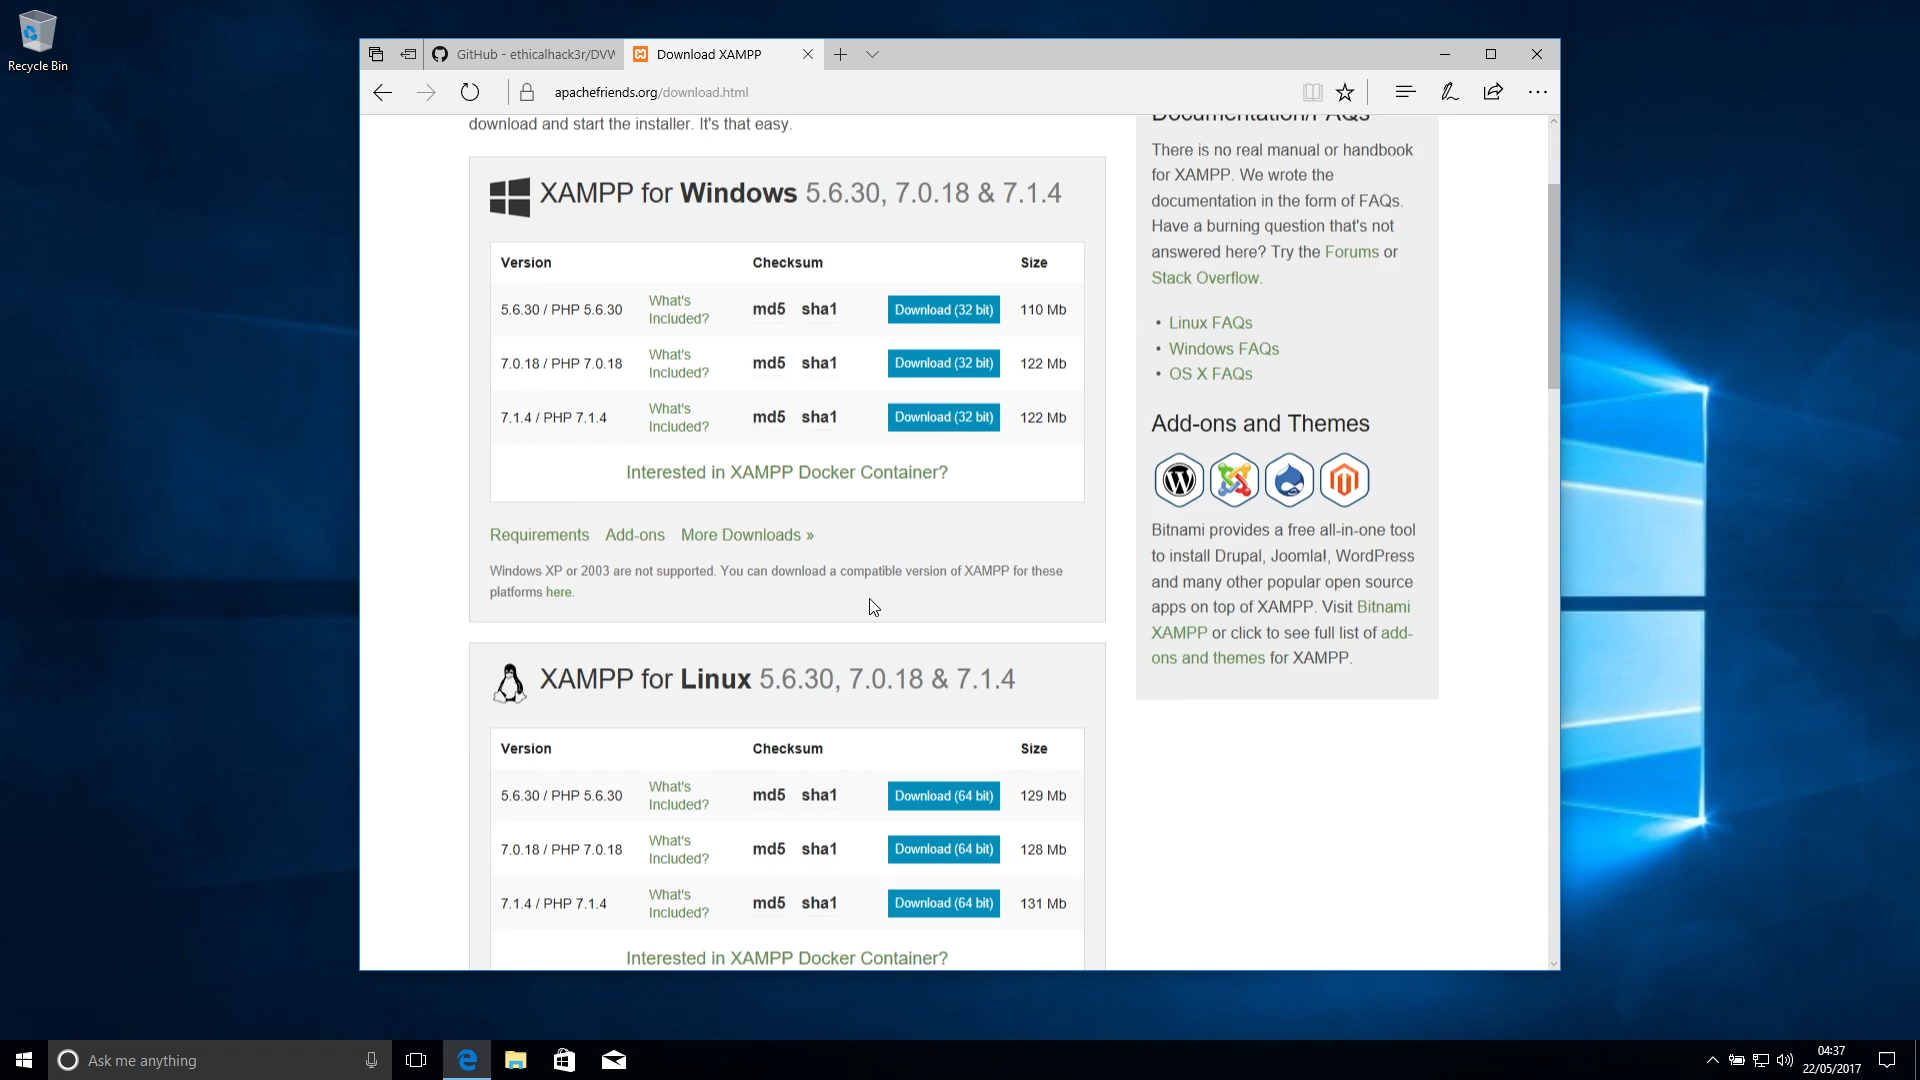 Recycle Bin
GitHub - ethicalhack3r/DVW
Download XAMPP
apachefriends.org/download.html
download and start the installer. It's that easy.
XAMPP for Windows 5.6.30, 7.0.18 & 7.1.4
Version Checksum Size
5.6.30 / PHP 5.6.30 What's Included? md5 sha1 Download (32 bit) 110 Mb
7.0.18 / PHP 7.0.18 What's Included? md5 sha1 Download (32 bit) 122 Mb
7.1.4 / PHP 7.1.4 What's Included? md5 sha1 Download (32 bit) 122 Mb
Interested in XAMPP Docker Container?
Requirements Add-ons More Downloads »
Windows XP or 2003 are not supported. You can download a compatible version of XAMPP for these
platforms here.
XAMPP for Linux 5.6.30, 7.0.18 & 7.1.4
Version Checksum Size
5.6.30 / PHP 5.6.30 What's Included? md5 sha1 Download (64 bit) 129 Mb
7.0.18 / PHP 7.0.18 What's Included? md5 sha1 Download (64 bit) 128 Mb
7.1.4 / PHP 7.1.4 What's Included? md5 sha1 Download (64 bit) 131 Mb
Interested in XAMPP Docker Container?
Documentation/FAQs
There is no real manual or handbook
for XAMPP. We wrote the
documentation in the form of FAQs.
Have a burning question that's not
answered here? Try the Forums or
Stack Overflow.
• Linux FAQs
• Windows FAQs
• OS X FAQs
Add-ons and Themes
Bitnami provides a free all-in-one tool
to install Drupal, Joomla!, WordPress
and many other popular open source
apps on top of XAMPP. Visit Bitnami
XAMPP or click to see full list of add-
ons and themes for XAMPP.
Ask me anything
04:37
22/05/2017